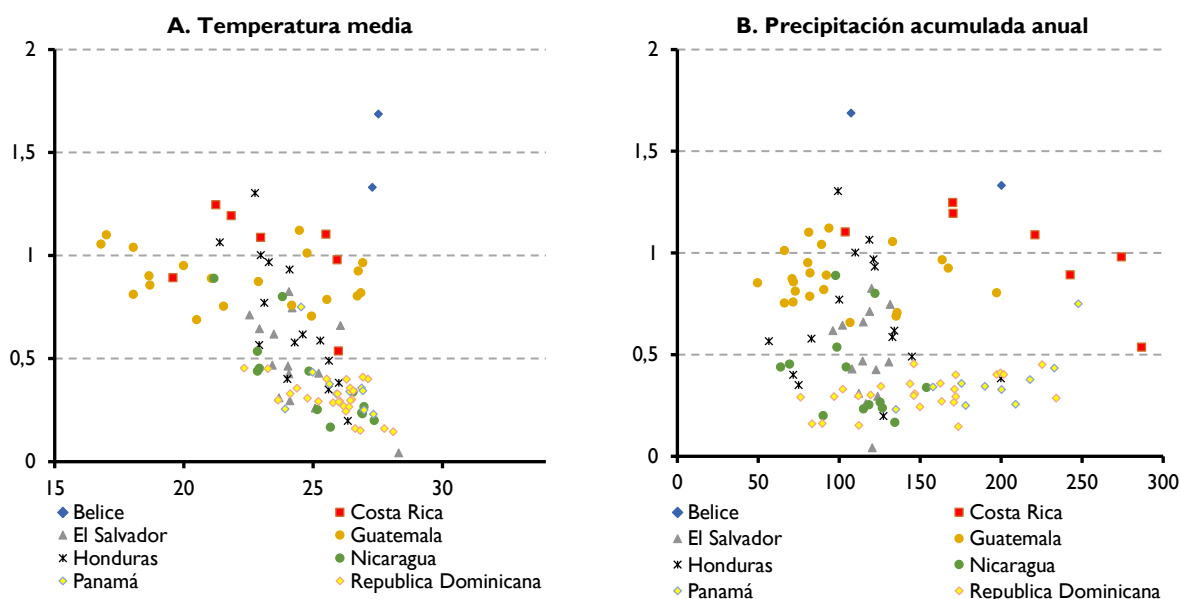 A. Temperatura media
2
1,5
1
0,5
0
15 20 25 30
Belice Costa Rica
El Salvador Guatemala
Honduras Nicaragua
Panamá Republica Dominicana
B. Precipitación acumulada anual
2
1,5
1
0,5
0
0 50 100 150 200 250 300
Belice Costa Rica
El Salvador Guatemala
Honduras Nicaragua
Panamá Republica Dominicana